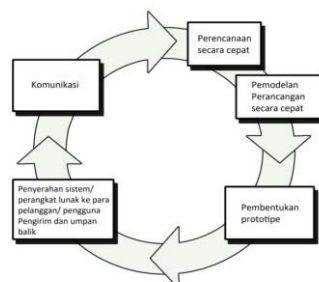 Komunikasi
Perencanaan
secara cepat
Pemodelan
Perancangan
secara cepat
Pembentukan
prototipe
Penyerahan sistem/
perangkat lunak ke para
pelanggan/ pengguna
Pengirim dan umpan
balik